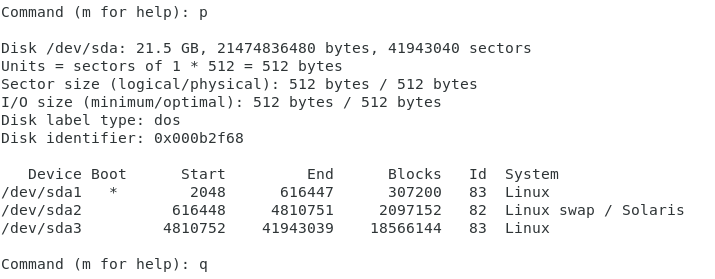 Command (m for help): p
Disk /dev/sda: 21.5 GB, 21474836480 bytes, 41943040 sectors
Units = sectors of 1 * 512 = 512 bytes
Sector size (logical/physical): 512 bytes / 512 bytes
I/O size (minimum/optimal): 512 bytes / 512 bytes
Disk label type: dos
Disk identifier: 0x000b2f68
Device Boot Start End Blocks Id System
/dev/sda1 * 2048 616447 307200 83 Linux
/dev/sda2 616448 4810751 2097152 82 Linux swap / Solaris
/dev/sda3 4810752 41943039 18566144 83 Linux
Command (m for help): q